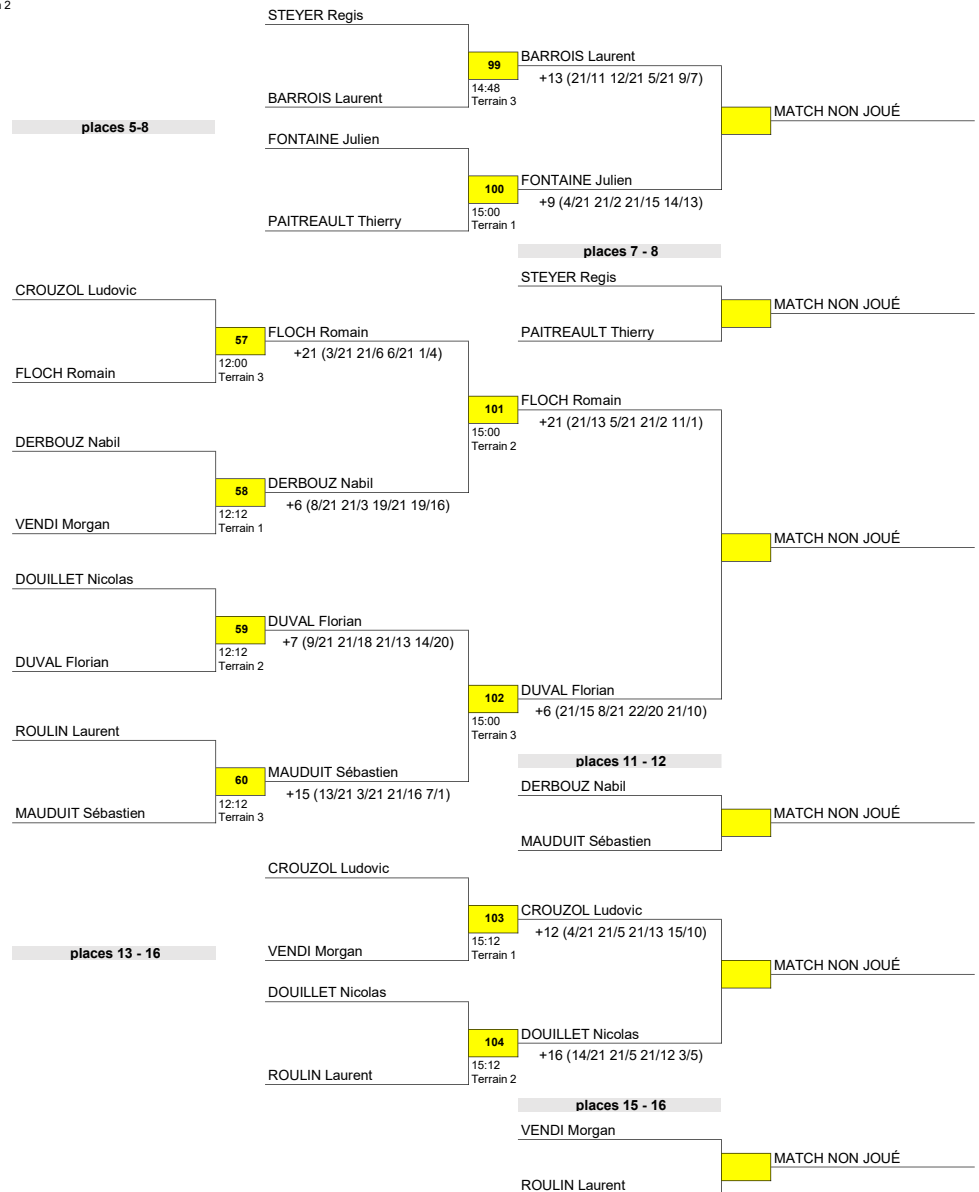 2
STEYER Regis
99
BARROIS Laurent
+13 (21/11 12/21 5/21 9/7)
14:48
Terrain 3
BARROIS Laurent
MATCH NON JOUÉ
places 5-8
FONTAINE Julien
100
FONTAINE Julien
+9 (4/21 21/2 21/15 14/13)
15:00
Terrain 1
PAITREAULT Thierry
places 7 - 8
STEYER Regis
CROUZOL Ludovic
MATCH NON JOUÉ
57
FLOCH Romain
PAITREAULT Thierry
+21 (3/21 21/6 6/21 1/4)
12:00
Terrain 3
FLOCH Romain
101
FLOCH Romain
+21 (21/13 5/21 21/2 11/1)
15:00
Terrain 2
DERBOUZ Nabil
58
DERBOUZ Nabil
+6 (8/21 21/3 19/21 19/16)
12:12
Terrain 1
VENDI Morgan
MATCH NON JOUÉ
DOUILLET Nicolas
59
DUVAL Florian
+7 (9/21 21/18 21/13 14/20)
12:12
Terrain 2
DUVAL Florian
102
DUVAL Florian
+6 (21/15 8/21 22/20 21/10)
15:00
Terrain 3
ROULIN Laurent
places 11 - 12
60
MAUDUIT Sébastien
DERBOUZ Nabil
+15 (13/21 3/21 21/16 7/1)
12:12
Terrain 3
MAUDUIT Sébastien
MATCH NON JOUÉ
MAUDUIT Sébastien
CROUZOL Ludovic
103
CROUZOL Ludovic
+12 (4/21 21/5 21/13 15/10)
15:12
Terrain 1
places 13 - 16
VENDI Morgan
MATCH NON JOUÉ
DOUILLET Nicolas
104
DOUILLET Nicolas
+16 (14/21 21/5 21/12 3/5)
15:12
Terrain 2
ROULIN Laurent
places 15 - 16
VENDI Morgan
MATCH NON JOUÉ
ROULIN Laurent